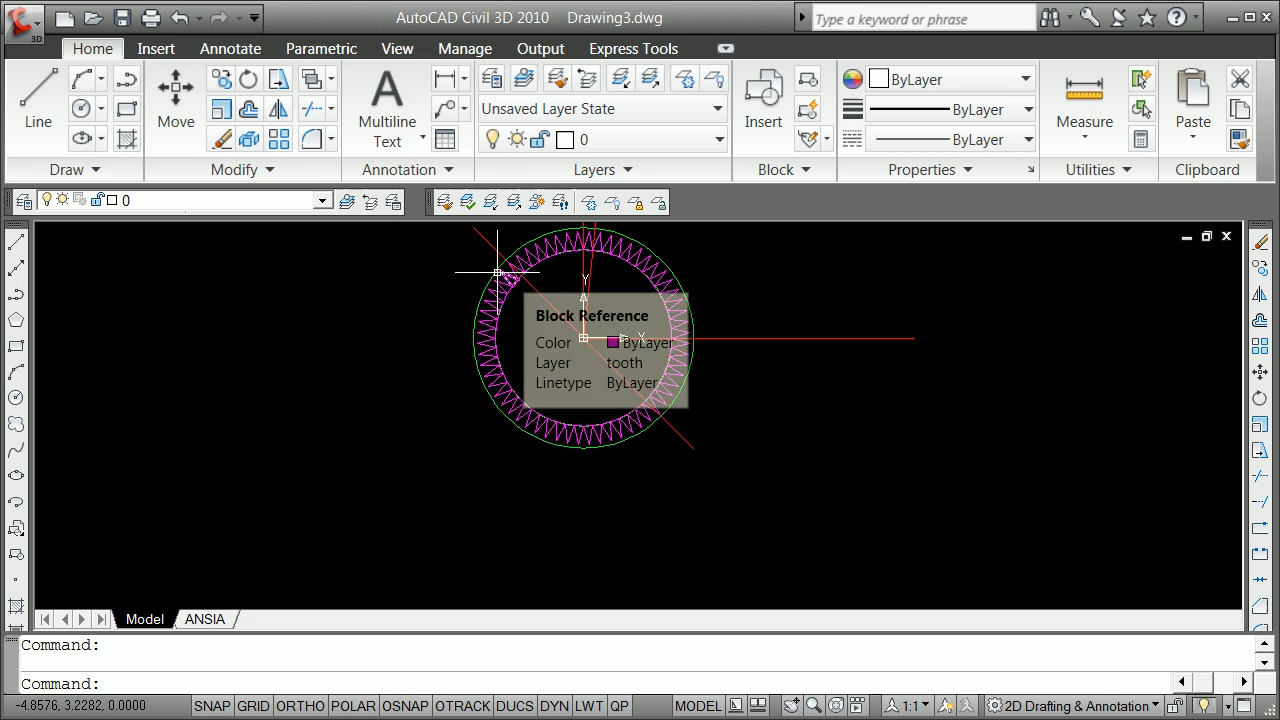 AutoCAD Civil 3D 2010 Drawing3.dwg
Type a keyword or phrase
3D
Home Insert Annotate Parametric View Manage Output Express Tools
Line
Move
A
Multiline Text
Unsaved Layer State
0
Insert
ByLayer
ByLayer
ByLayer
Measure
Paste
Draw Modify Annotation Layers Block Properties Utilities Clipboard
0
Y
X
Block Reference
Color ByLayer
Layer tooth
Linetype ByLayer
Model ANSIA
Command:
Command:
-4.8576, 3.2282, 0.0000 SNAP GRID ORTHO POLAR OSNAP OTRACK DUCS DYN LWT QP MODEL 1:1 2D Drafting & Annotation